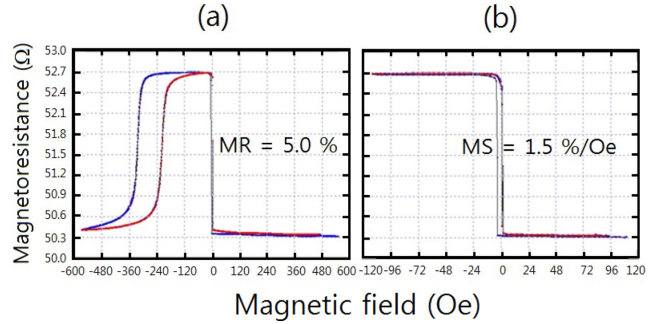 (a)
(b)
Magnetoresistance (Ω)
53.0
52.7
52.4
52.1
51.8
51.5
51.2
50.9
50.6
50.3
50.0
MR = 5.0 %
MS = 1.5 %/Oe
-600 -480 -360 -240 -120 0 120 240 360 480 600
-120 -96 -72 -48 -24 0 24 48 72 96 120
Magnetic field (Oe)